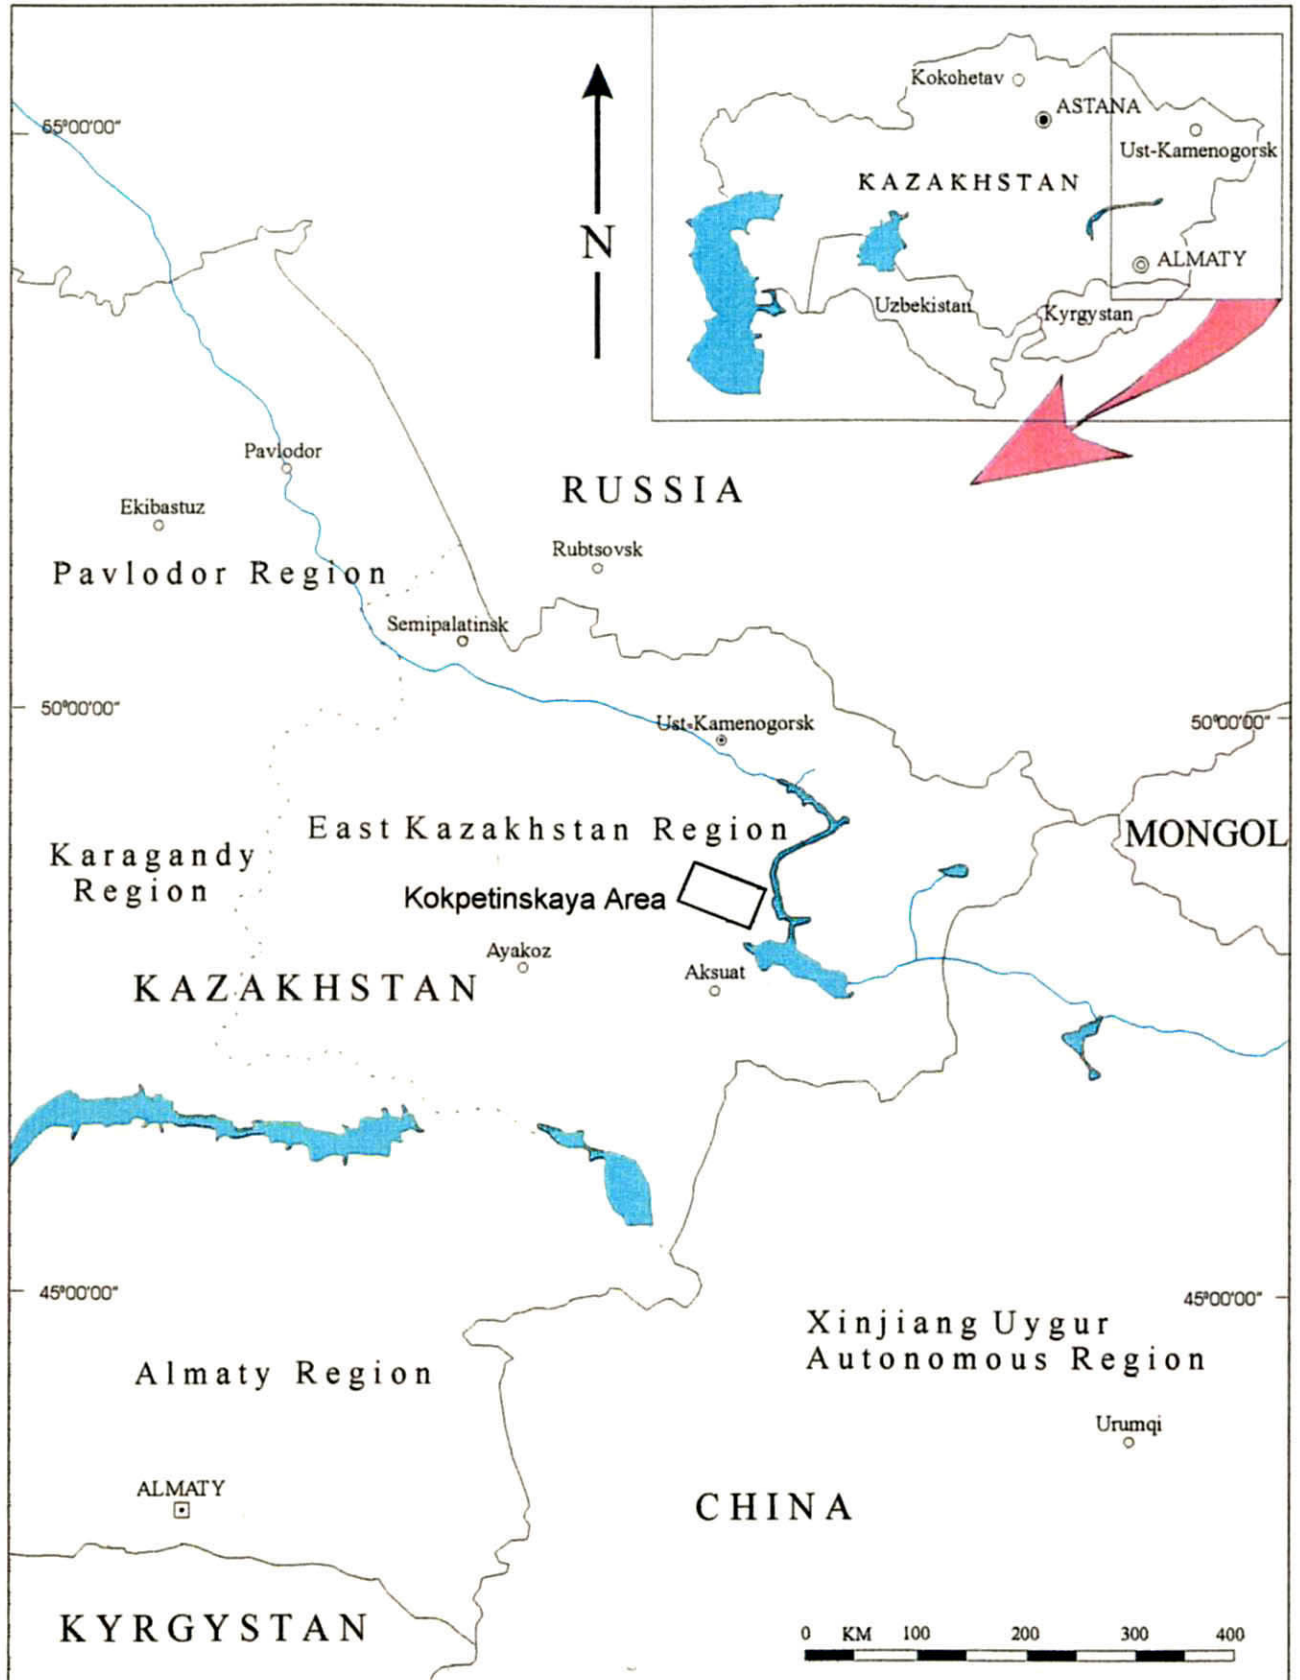 Kokohetav
ASTANA
Ust-Kamenogorsk
KAZAKHSTAN
ALMATY
Uzbekistan
Kyrgystan
N
55°00'00"
Pavlodor
RUSSIA
Ekibastuz
Rubtsovsk
Pavlodor Region
Semipalatinsk
50°00'00"
50°00'00"
Ust-Kamenogorsk
East Kazakhstan Region
MONGOL
Karagandy
Region
Kokpetinskaya Area
Ayakoz
Aksuat
KAZAKHSTAN
45°00'00"
45°00'00"
Xinjiang Uygur
Autonomous Region
Almaty Region
Urumqi
ALMATY
CHINA
KYRGYSTAN
0 KM 100 200 300 400